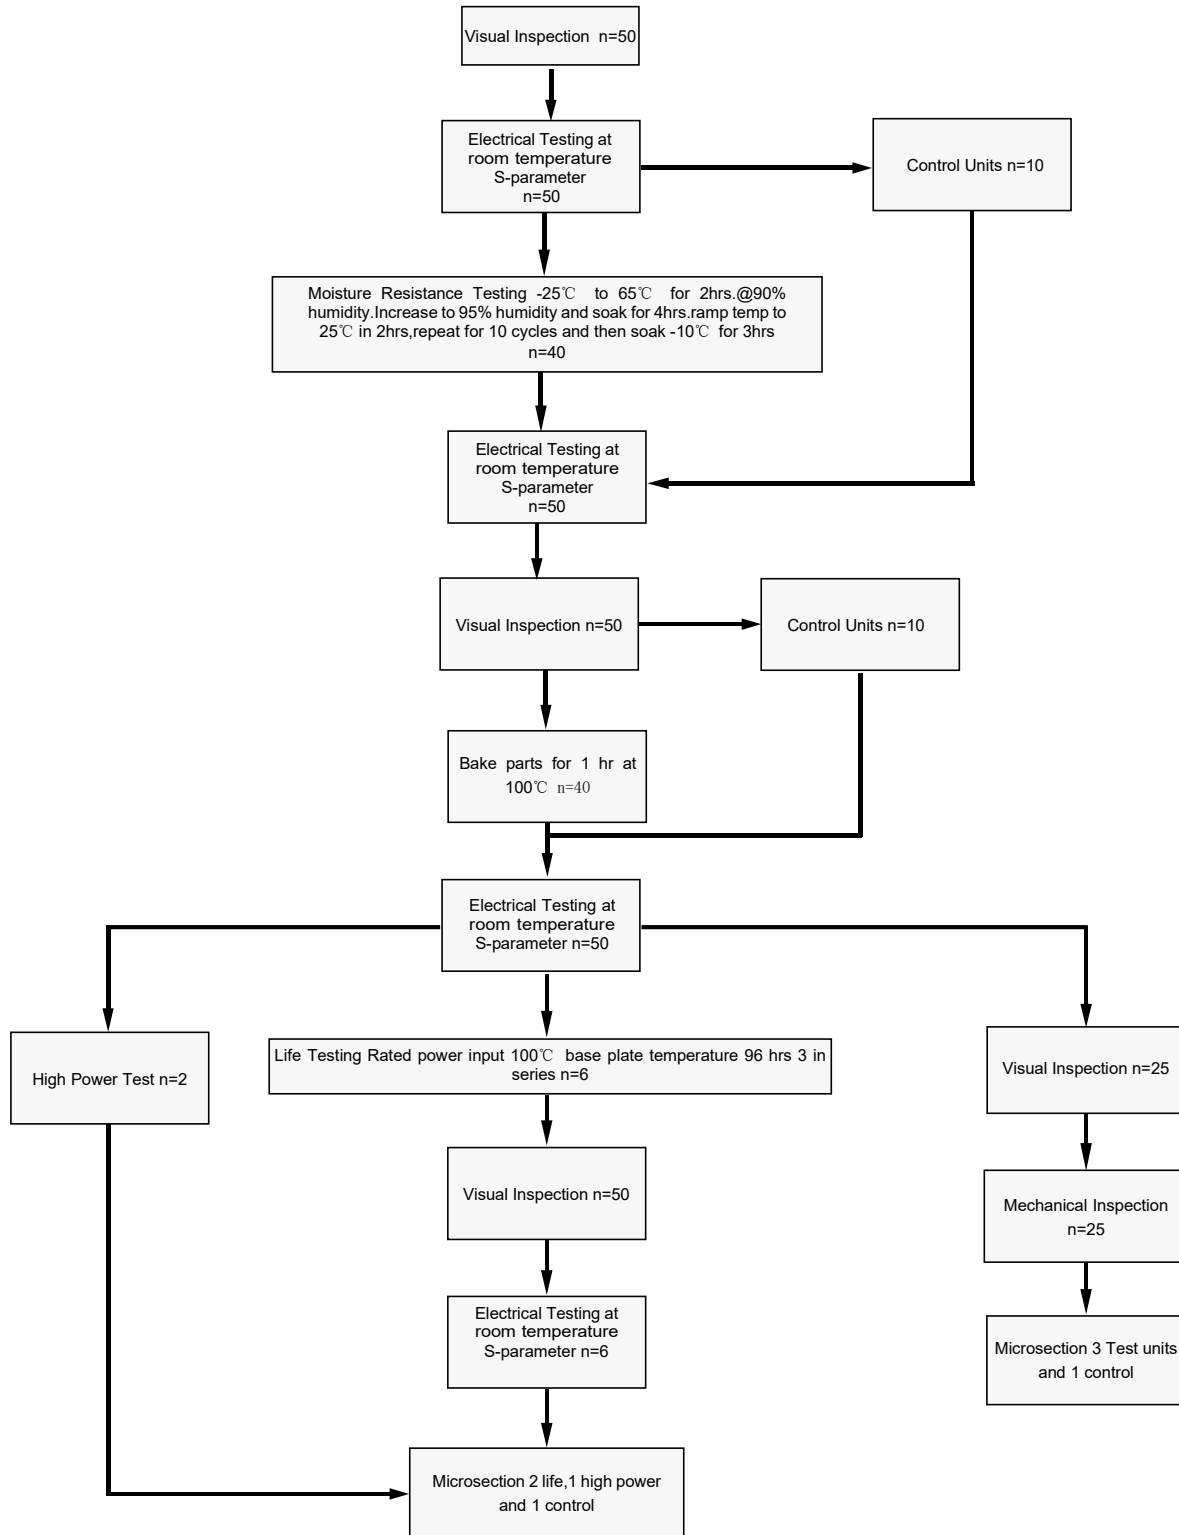 Visual Inspection n=50
Electrical Testing at
room temperature
S-parameter
n=50
Control Units n=10
Moisture Resistance Testing -25℃ to 65℃ for 2hrs.@90%
humidity.Increase to 95% humidity and soak for 4hrs.ramp temp to
25℃ in 2hrs,repeat for 10 cycles and then soak -10℃ for 3hrs
n=40
Electrical Testing at
room temperature
S-parameter
n=50
Visual Inspection n=50
Control Units n=10
Bake parts for 1 hr at
100℃ n=40
Electrical Testing at
room temperature
S-parameter n=50
High Power Test n=2
Life Testing Rated power input 100℃ base plate temperature 96 hrs 3 in
series n=6
Visual Inspection n=25
Visual Inspection n=50
Mechanical Inspection
n=25
Electrical Testing at
room temperature
S-parameter n=6
Microsection 3 Test units
and 1 control
Microsection 2 life,1 high power
and 1 control